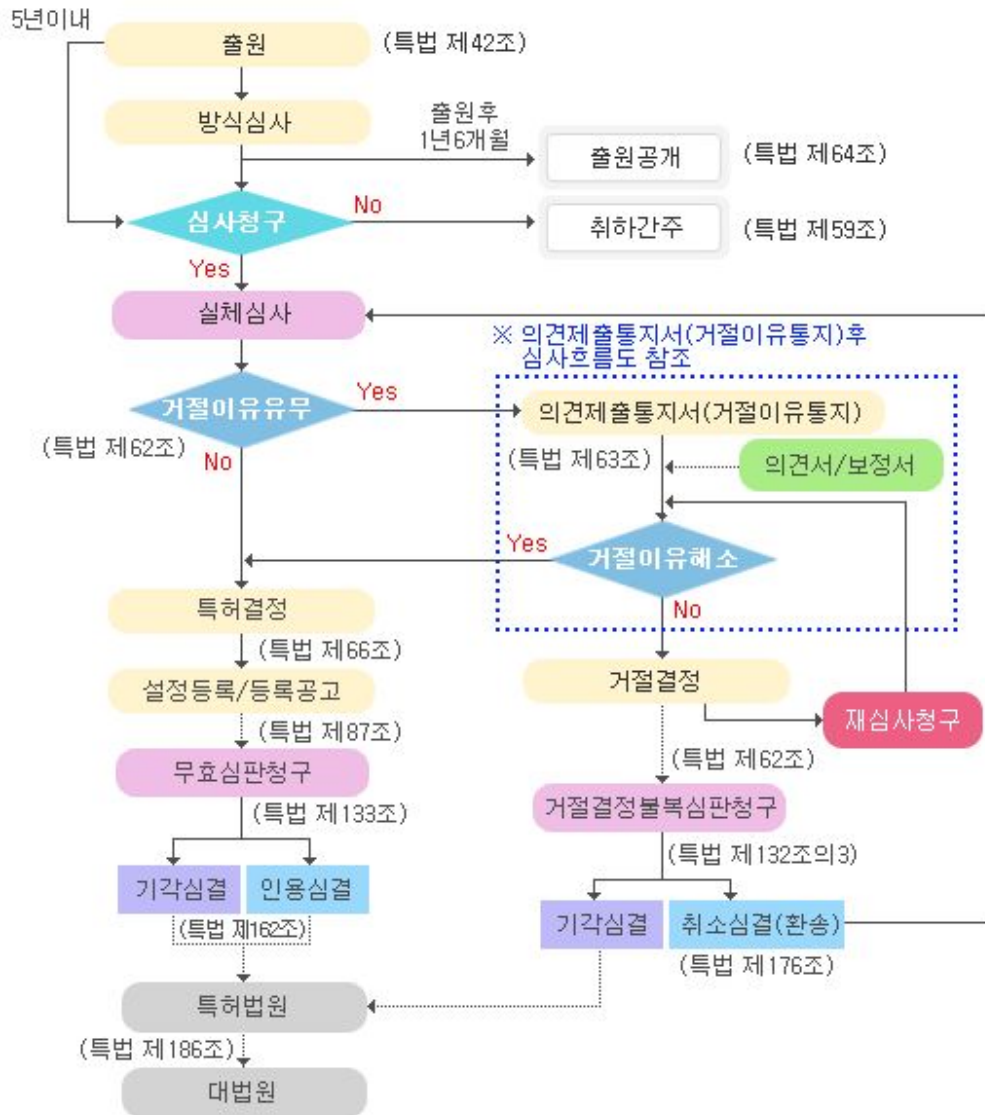 5년이내
출원
(특법 제42조)
방식심사
출원후
1년6개월
출원공개
(특법 제64조)
심사청구
No
취하간주
(특법 제59조)
Yes
실체심사
※ 의견제출통지서(거절이유통지)후
심사흐름도 참조
거절이유유무
Yes
의견제출통지서(거절이유통지)
(특법 제62조)
No
(특법 제63조)
의견서/보정서
Yes
거절이유해소
No
특허결정
(특법 제66조)
거절결정
설정등록/등록공고
재심사청구
(특법 제87조)
(특법 제62조)
무효심판청구
거절결정불복심판청구
(특법 제133조)
(특법 제132조의3)
기각심결
인용심결
기각심결
취소심결(환송)
(특법 제162조)
(특법 제176조)
특허법원
(특법 제186조)
대법원